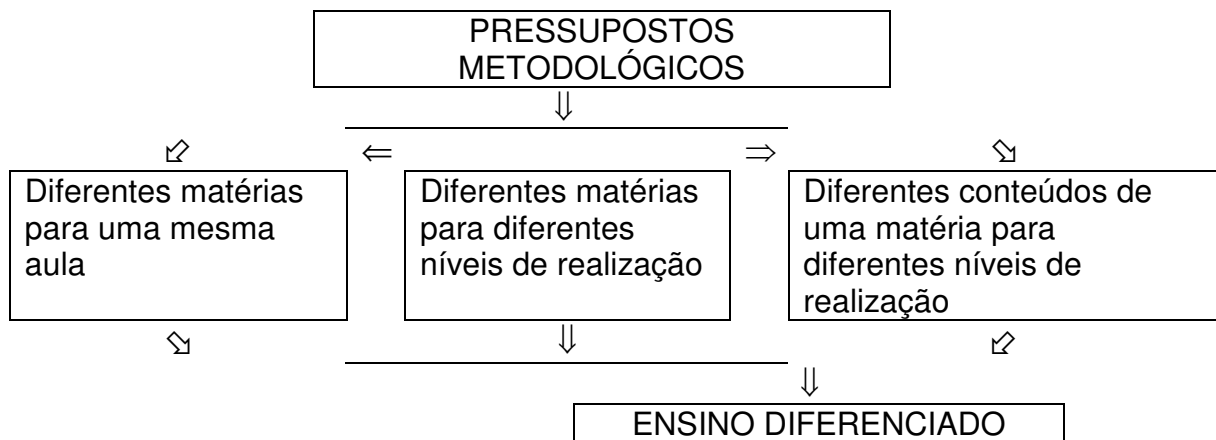 PRESSUPOSTOS
METODOLÓGICOS
Diferentes matérias
para uma mesma
aula
Diferentes matérias
para diferentes
níveis de realização
Diferentes conteúdos de
uma matéria para
diferentes níveis de
realização
ENSINO DIFERENCIADO